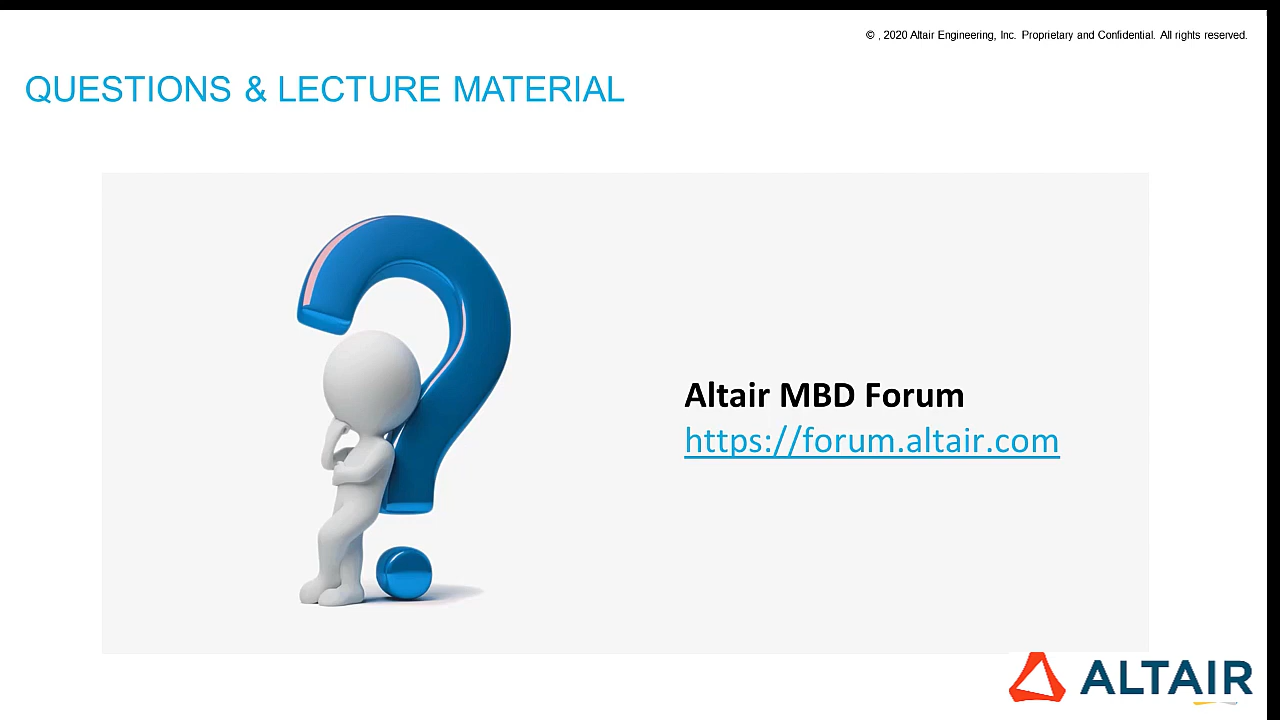 © , 2020 Altair Engineering, Inc. Proprietary and Confidential. All rights reserved.
QUESTIONS & LECTURE MATERIAL
Altair MBD Forum
https://forum.altair.com
ALTAIR